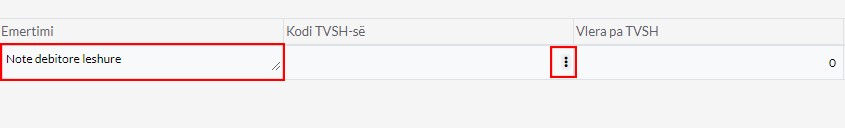 Emertimi Kodi TVSH-së Vlera pa TVSH
Note debitore leshure 0